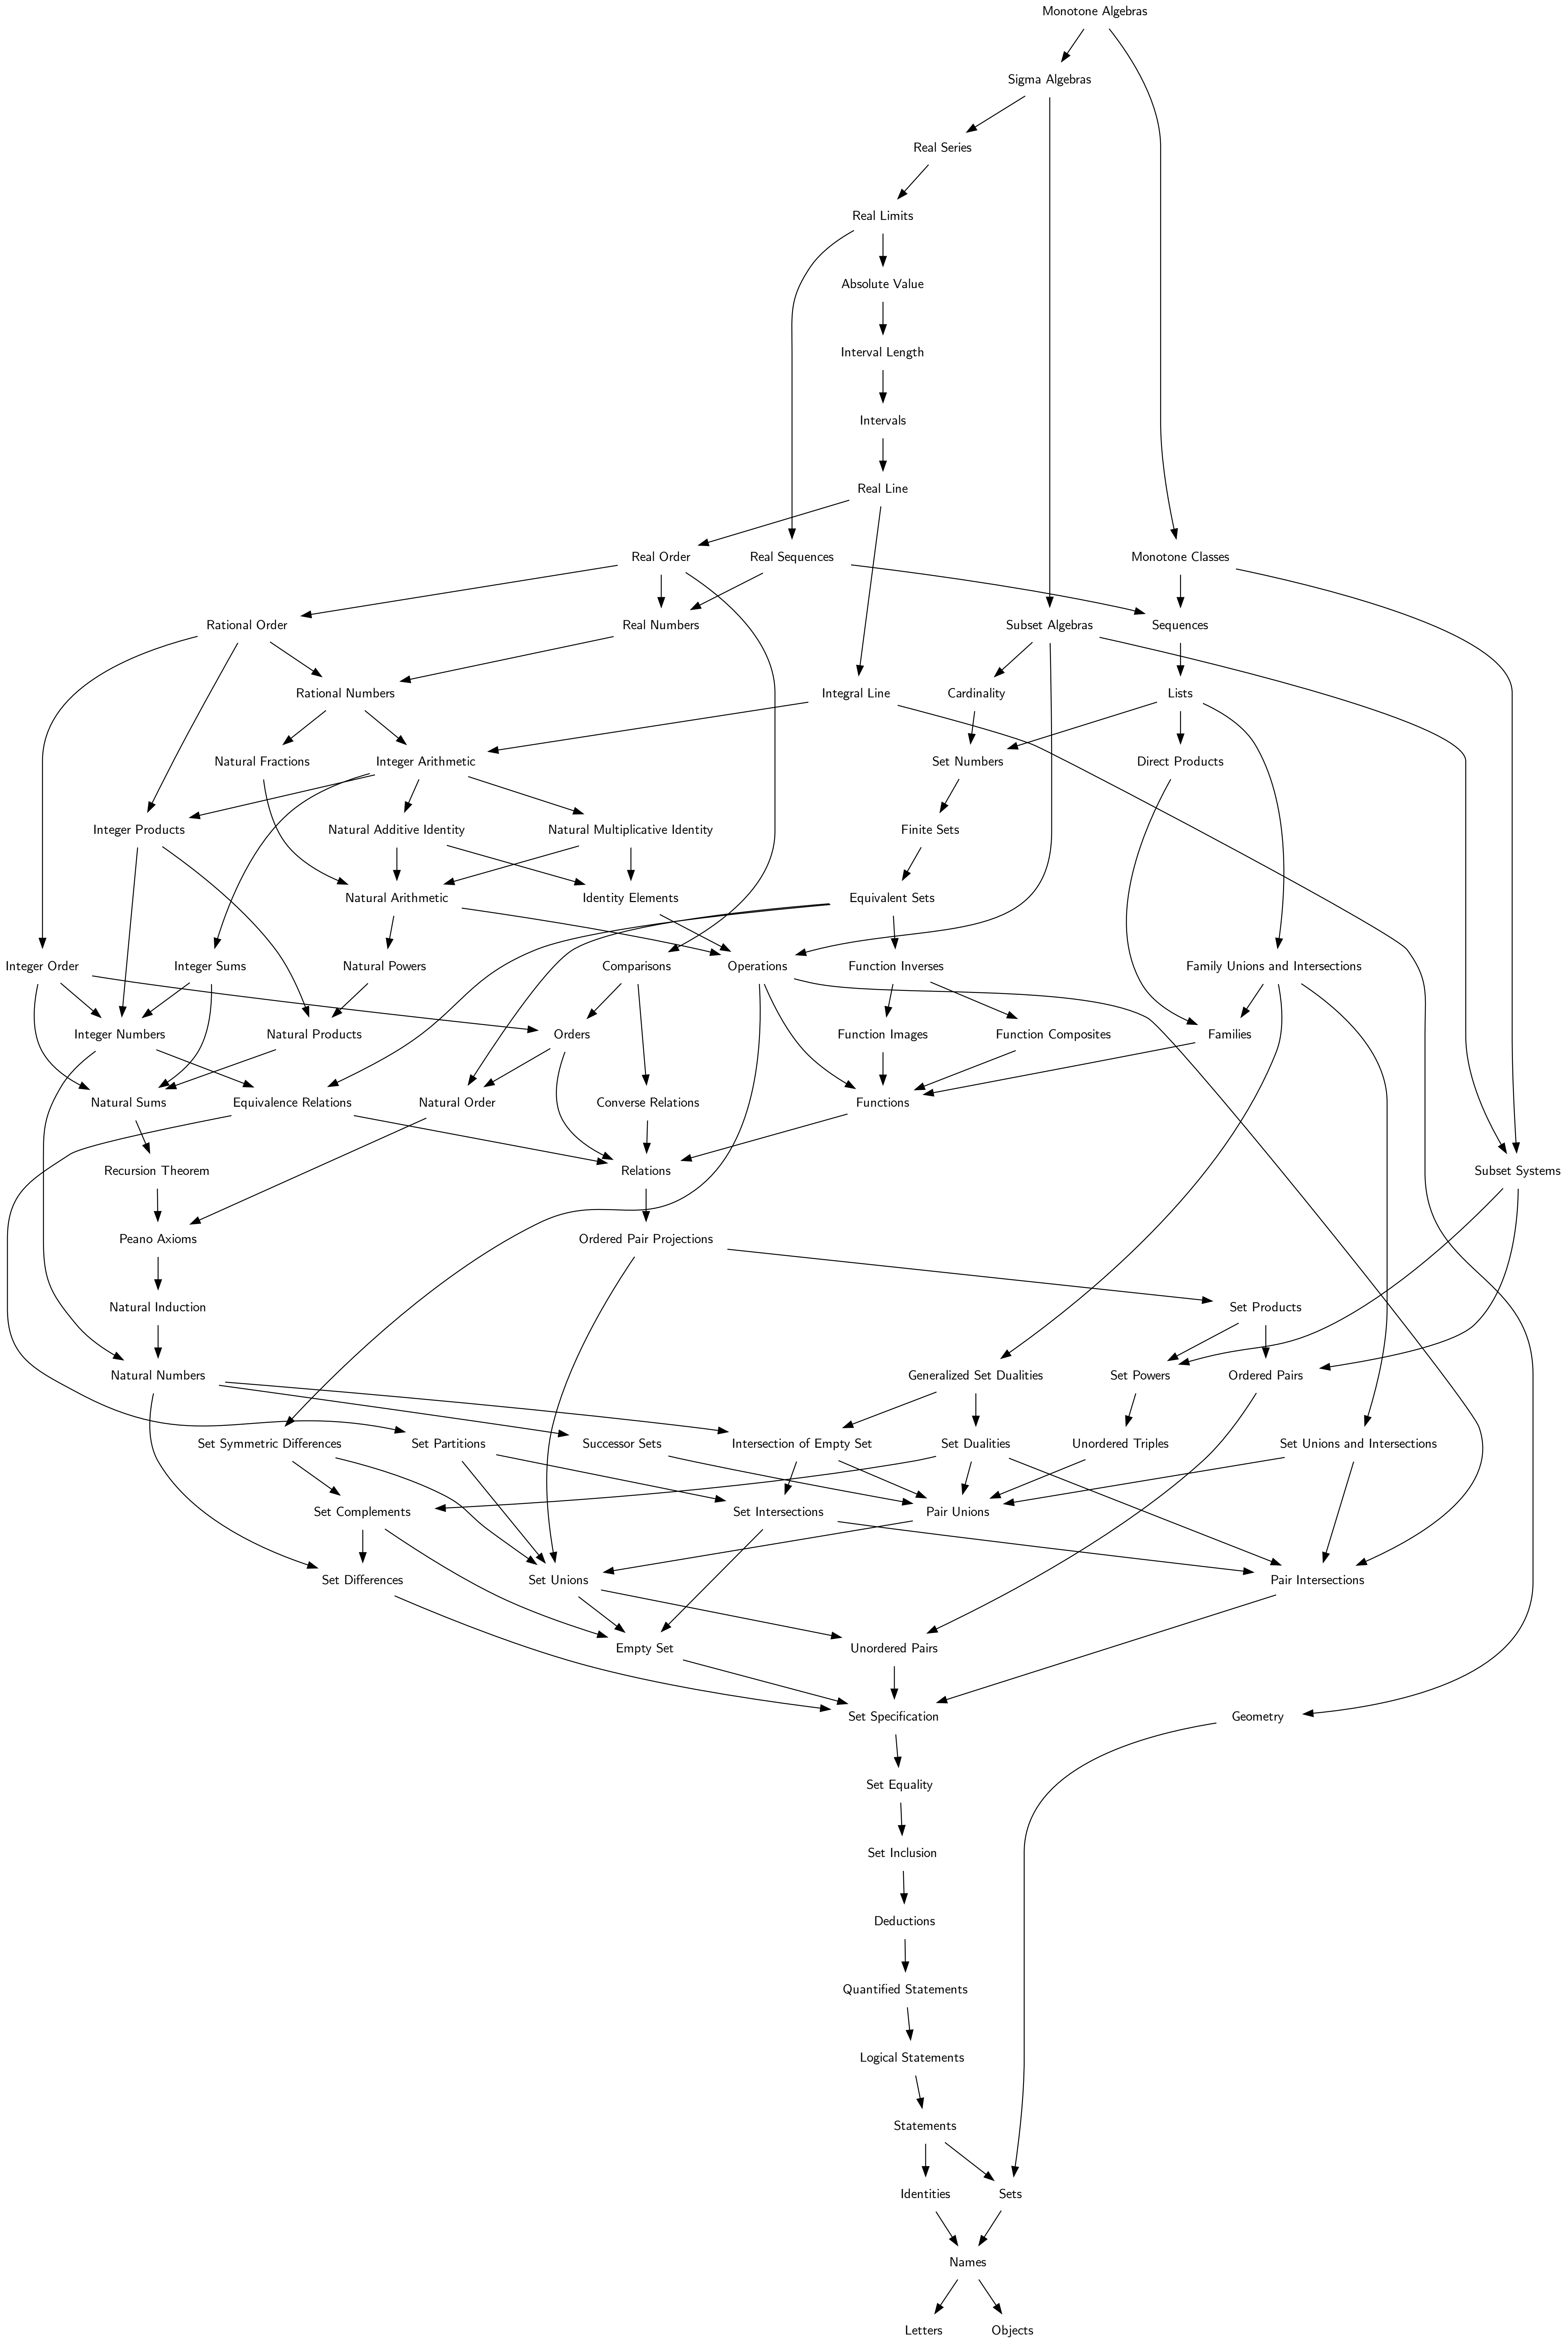 Monotone Algebras
Sigma Algebras
Real Series
Real Limits
Absolute Value
Interval Length
Intervals
Real Line
Real Order
Real Sequences
Monotone Classes
Rational Order
Real Numbers
Subset Algebras
Sequences
Rational Numbers
Integral Line
Cardinality
Lists
Natural Fractions
Integer Arithmetic
Set Numbers
Direct Products
Integer Products
Natural Additive Identity
Natural Multiplicative Identity
Finite Sets
Natural Arithmetic
Identity Elements
Equivalent Sets
Integer Order
Integer Sums
Natural Powers
Comparisons
Operations
Function Inverses
Family Unions and Intersections
Integer Numbers
Natural Products
Orders
Function Images
Function Composites
Families
Natural Sums
Equivalence Relations
Natural Order
Converse Relations
Functions
Recursion Theorem
Relations
Subset Systems
Peano Axioms
Ordered Pair Projections
Natural Induction
Set Products
Natural Numbers
Generalized Set Dualities
Set Powers
Ordered Pairs
Set Symmetric Differences
Set Partitions
Successor Sets
Intersection of Empty Set
Set Dualities
Unordered Triples
Set Unions and Intersections
Set Complements
Set Intersections
Pair Unions
Set Differences
Set Unions
Pair Intersections
Empty Set
Unordered Pairs
Set Specification
Geometry
Set Equality
Set Inclusion
Deductions
Quantified Statements
Logical Statements
Statements
Identities
Sets
Names
Letters
Objects